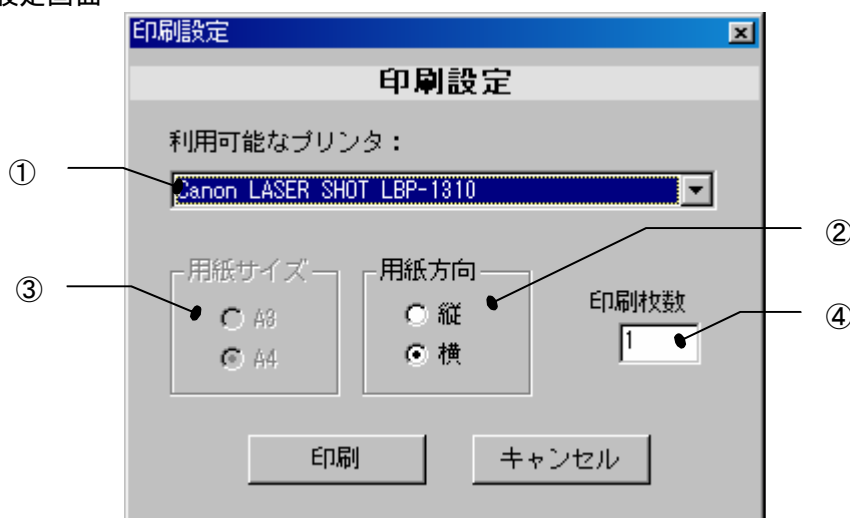 設定画面
印刷設定
印刷設定
利用可能なプリンタ：
①
Canon LASER SHOT LBP-1310
②
用紙サイズ
用紙方向
③
A3
縦
印刷枚数
④
1
A4
横
印刷
キャンセル